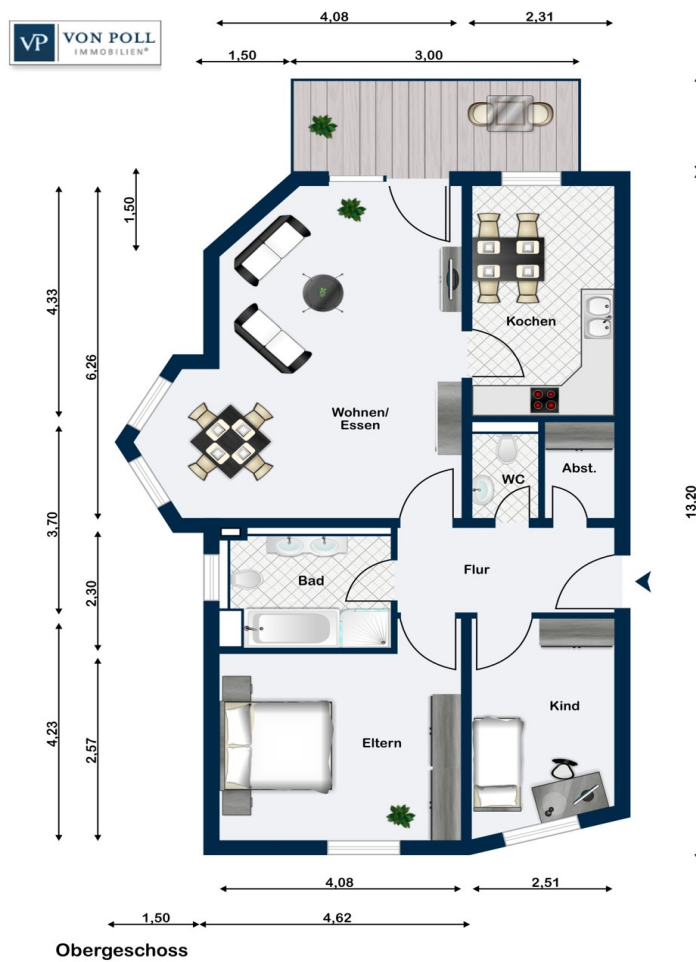 4,08
2,31
VP
VON POLL
IMMOBILIEN®
1,50
3,00
1,50
4,33
6,26
Kochen
Wohnen/
Essen
WC
Abst.
3,70
13,20
2,30
Bad
Flur
4,23
2,57
Eltern
Kind
4,08
2,51
1,50
4,62
Obergeschoss